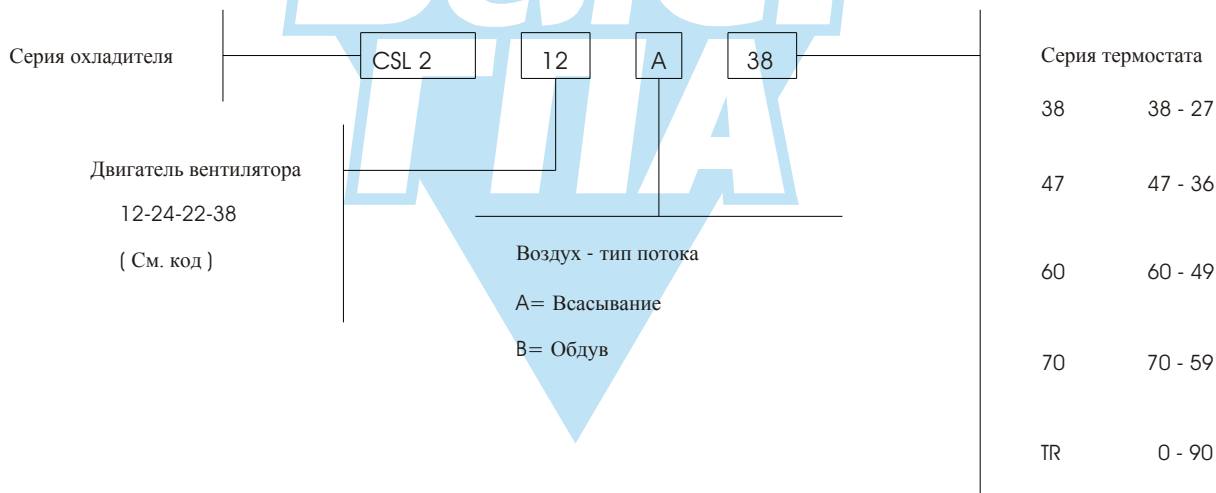 Серия охладителя
CSL 2 12 A 38
Серия термостата
38 38 - 27
47 47 - 36
60 60 - 49
70 70 - 59
TR 0 - 90
Двигатель вентилятора
12-24-22-38
( См. код )
Воздух - тип потока
A= Всасывание
B= Обдув
ГПА